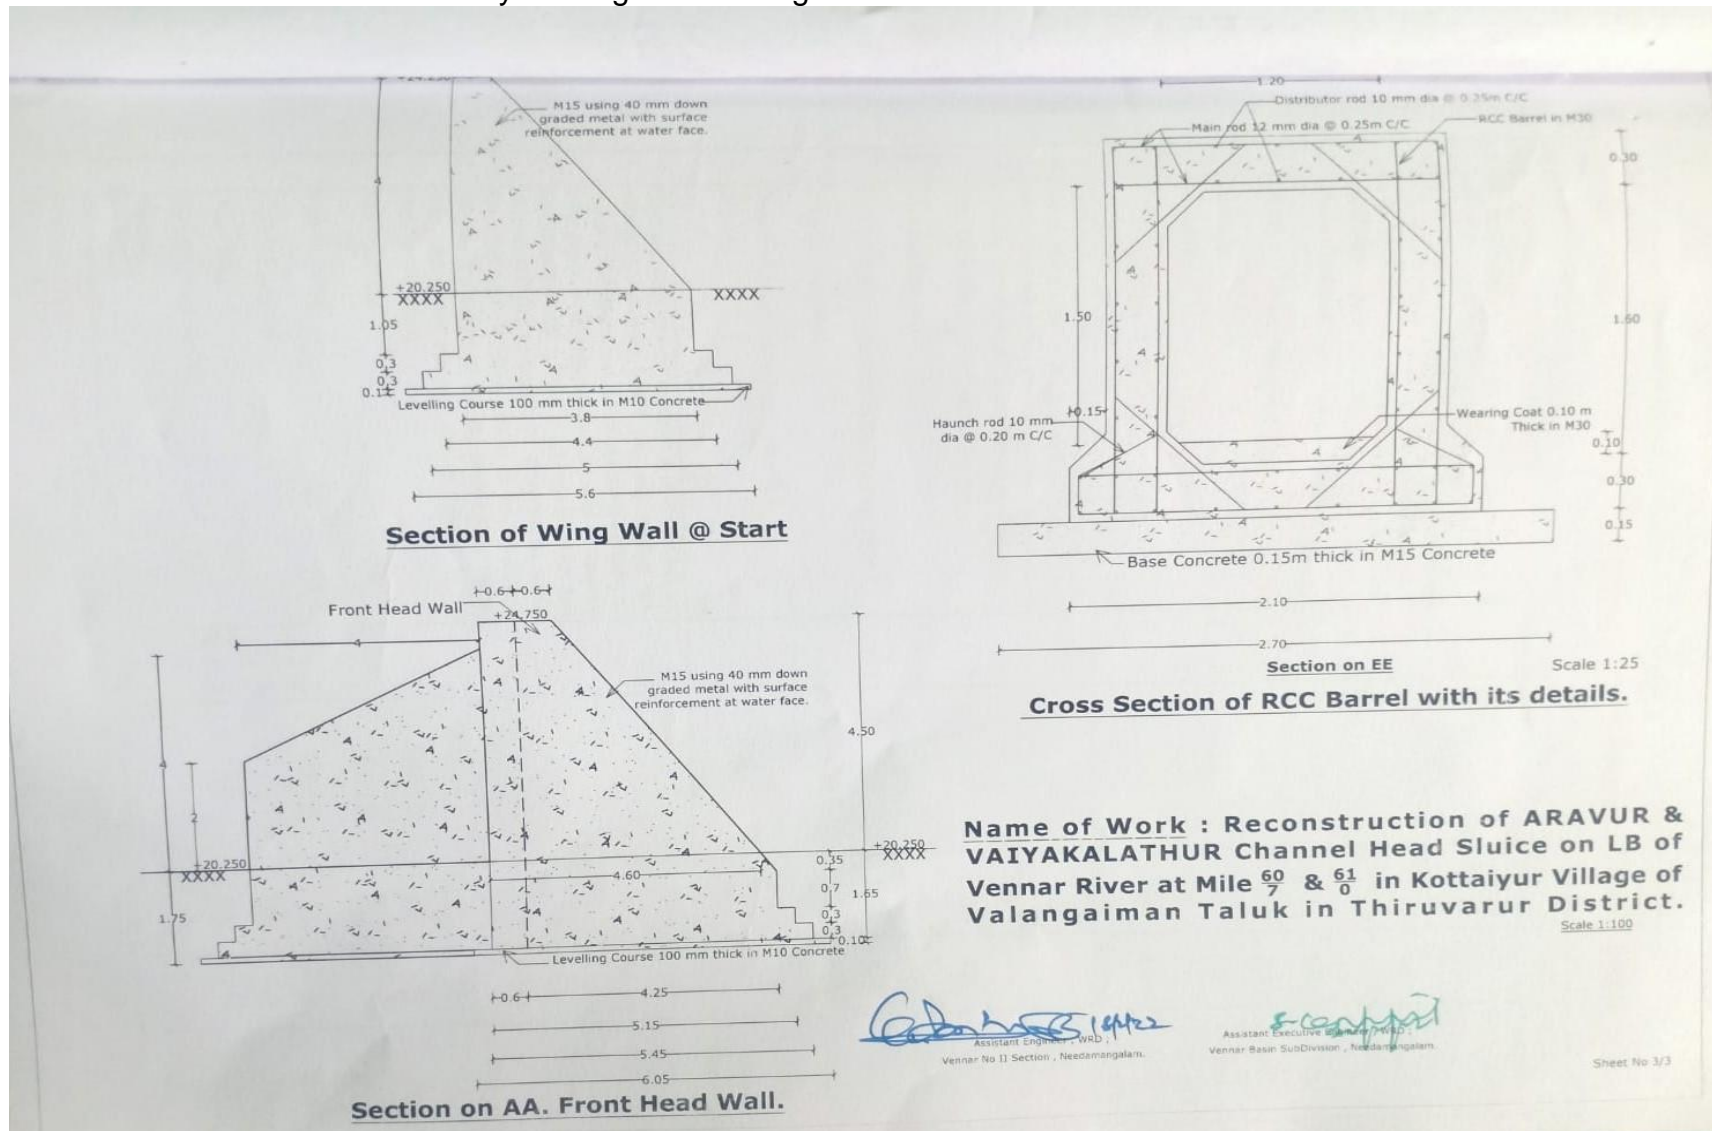 M15 using 40 mm down
graded metal with surface
reinforcement at water face.
4
+20.250
XXXX
XXXX
1.05
0.3
0.3
Levelling Course 100 mm thick in M10 Concrete
3.8
4.4
5
5.6
Section of Wing Wall @ Start
1.20
Distributor rod 10 mm dia @ 0.25m C/C
Main rod 12 mm dia @ 0.25m C/C
RCC Barrel in M30
0.30
1.50
1.60
0.15
Haunch rod 10 mm
dia @ 0.20 m C/C
Wearing Coat 0.10 m
Thick in M30
0.10
0.30
0.15
Base Concrete 0.15m thick in M15 Concrete
2.10
2.70
Section on EE
Scale 1:25
Cross Section of RCC Barrel with its details.
0.6 0.6
Front Head Wall
+24.750
4
M15 using 40 mm down
graded metal with surface
reinforcement at water face.
4.50
4
2
+20.250
XXXX
+20.250
XXXX
4.60
0.35
0.7
1.65
0.3
0.3
0.10
1.75
Levelling Course 100 mm thick in M10 Concrete
0.6
4.25
5.15
5.45
6.05
Section on AA. Front Head Wall.
Name of Work : Reconstruction of ARAVUR &
VAIYAKALATHUR Channel Head Sluice on LB of
Vennar River at Mile 60/7 & 61/0 in Kottaiyur Village of
Valangaiman Taluk in Thiruvarur District.
Scale 1:100
Assistant Engineer, WRD,
Vennar No II Section , Needamangalam.
Assistant Executive Engineer, WRD,
Vennar Basin SubDivision , Needamangalam.
Sheet No 3/3